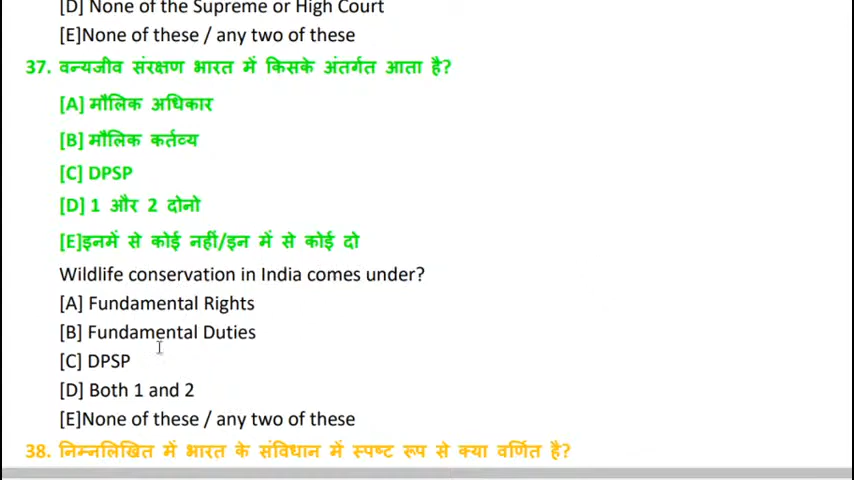 [D] None of the Supreme or High Court
[E]None of these / any two of these
37. वन्यजीव संरक्षण भारत में किसके अंतर्गत आता है?
[A] मौलिक अधिकार
[B] मौलिक कर्तव्य
[C] DPSP
[D] 1 और 2 दोनो
[E]इनमें से कोई नहीं/इन में से कोई दो
Wildlife conservation in India comes under?
[A] Fundamental Rights
[B] Fundamental Duties
[C] DPSP
[D] Both 1 and 2
[E]None of these / any two of these
38. निम्नलिखित में भारत के संविधान में स्पष्ट रूप से क्या वर्णित है?